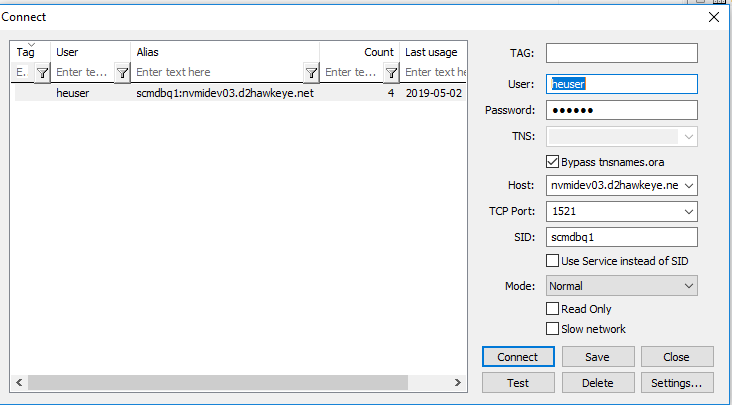 Connect
Tag User Alias Count Last usage
E. Enter te... Enter text here Enter te... Enter text he
heuser scmdbq1:nvmidev03.d2hawkeye.net 4 2019-05-02
TAG:
User: heuser
Password: ••••••
TNS:
Bypass tnsnames.ora
Host: nvmidev03.d2hawkeye.ne
TCP Port: 1521
SID: scmdbq1
Use Service instead of SID
Mode: Normal
Read Only
Slow network
Connect Save Close
Test Delete Settings...